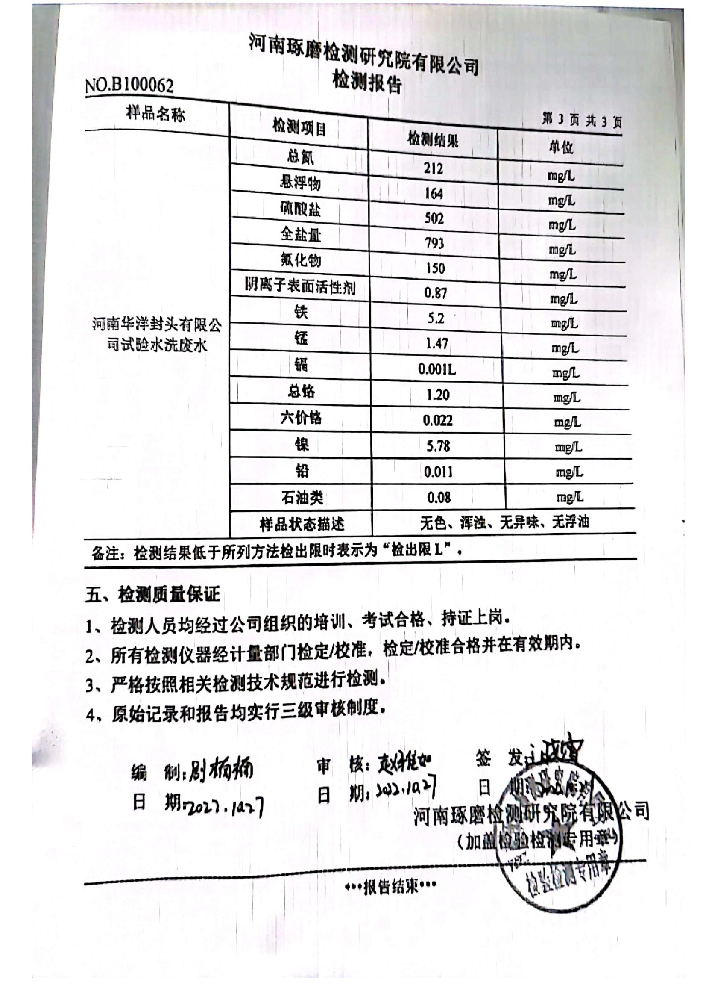 河南琢磨检测研究院有限公司
检测报告
NO.B100062
第 3 页 共 3 页
样品名称 检测项目 检测结果 单位
总氮 212 mg/L
悬浮物 164 mg/L
硫酸盐 502 mg/L
全盐量 793 mg/L
氟化物 150 mg/L
阴离子表面活性剂 0.87 mg/L
铁 5.2 mg/L
河南华洋封头有限公
司试验水洗废水
锰 1.47 mg/L
镉 0.001L mg/L
总铬 1.20 mg/L
六价铬 0.022 mg/L
镍 5.78 mg/L
铅 0.011 mg/L
石油类 0.08 mg/L
样品状态描述 无色、浑浊、无异味、无浮油
备注：检测结果低于所列方法检出限时表示为“检出限 L”。
五、检测质量保证
1、检测人员均经过公司组织的培训、考试合格、持证上岗。
2、所有检测仪器经计量部门检定/校准，检定/校准合格并在有效期内。
3、严格按照相关检测技术规范进行检测。
4、原始记录和报告均实行三级审核制度。
编 制： 审 核： 签 发：
日 期：2022.10.27 日 期：2022.10.27 日 期：
河南琢磨检测研究院有限公司
（加盖检验检测专用章）
检验检测专用章
***报告结束***